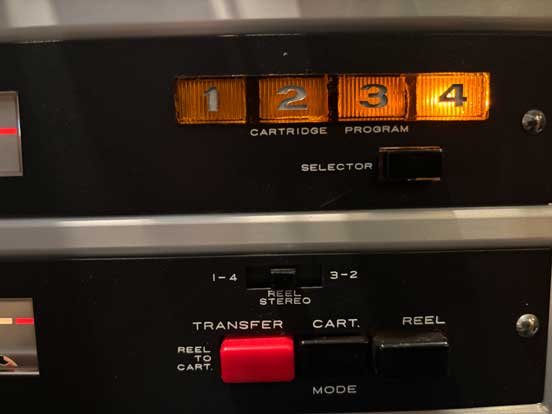 1 2 3 4
CARTRIDGE PROGRAM
SELECTOR
1-4 3-2
REEL
STEREO
TRANSFER CART. REEL
REEL
TO
CART.
MODE